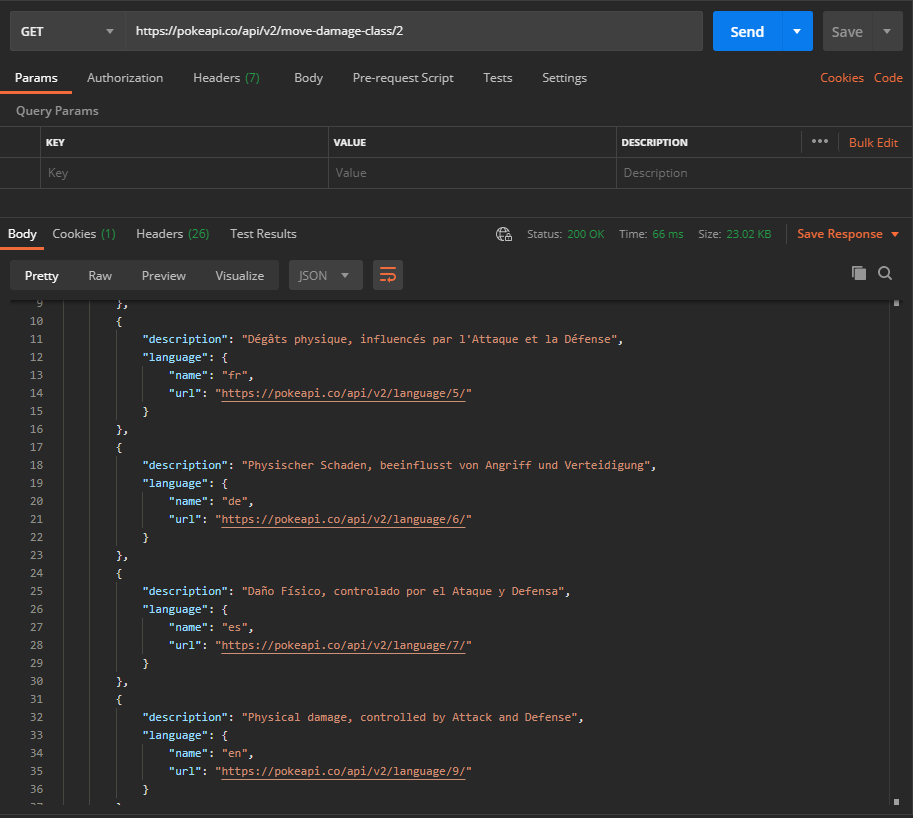 GET https://pokeapi.co/api/v2/move-damage-class/2 Send Save
Params Authorization Headers (7) Body Pre-request Script Tests Settings Cookies Code
Query Params
KEY VALUE DESCRIPTION ••• Bulk Edit
Key Value Description
Body Cookies (1) Headers (26) Test Results Status: 200 OK Time: 66 ms Size: 23.02 KB Save Response
Pretty Raw Preview Visualize JSON
9 },
10 {
11 "description": "Dégâts physique, influencés par l'Attaque et la Défense",
12 "language": {
13 "name": "fr",
14 "url": "https://pokeapi.co/api/v2/language/5/"
15 }
16 },
17 {
18 "description": "Physischer Schaden, beeinflusst von Angriff und Verteidigung",
19 "language": {
20 "name": "de",
21 "url": "https://pokeapi.co/api/v2/language/6/"
22 }
23 },
24 {
25 "description": "Daño Físico, controlado por el Ataque y Defensa",
26 "language": {
27 "name": "es",
28 "url": "https://pokeapi.co/api/v2/language/7/"
29 }
30 },
31 {
32 "description": "Physical damage, controlled by Attack and Defense",
33 "language": {
34 "name": "en",
35 "url": "https://pokeapi.co/api/v2/language/9/"
36 }